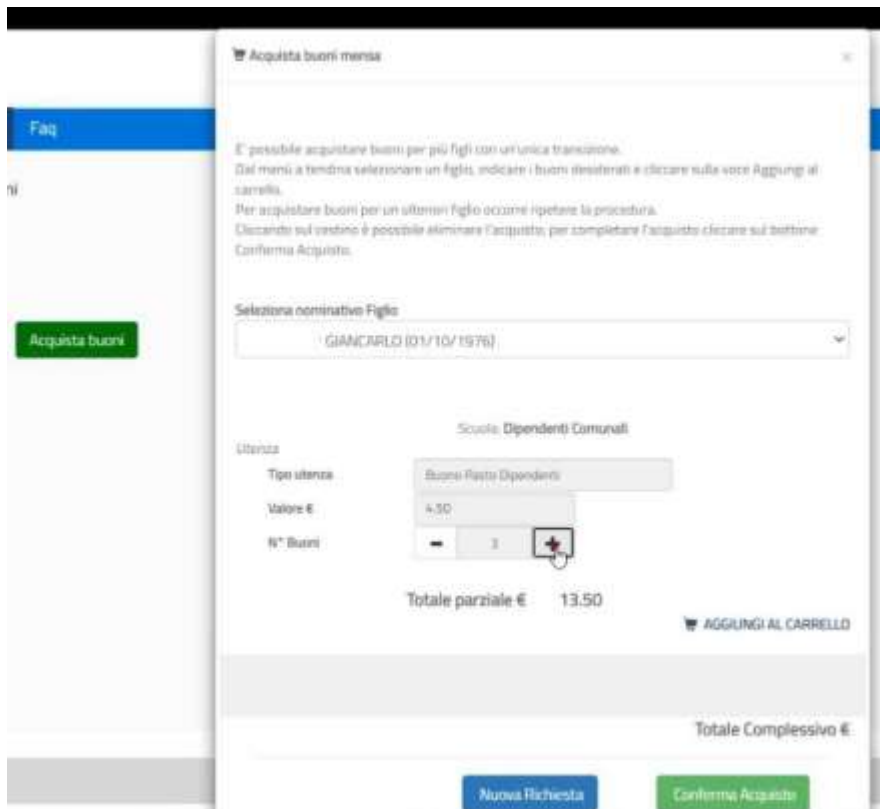 Acquista buoni mensa
×
Faq
E' possibile acquistare buoni per più figli con un'unica transizione.
Dal menù a tendina selezionare un figlio, indicare i buoni desiderati e cliccare sulla voce Aggiungi al
carrello.
Per acquistare buoni per un ulteriori figlio occorre ripetere la procedura.
Cliccando sul cestino è possibile eliminare l'acquisto, per completare l'acquisto cliccare sul bottone
Conferma Acquisto.
ni
Seleziona nominativo Figlio
Acquista buoni
GIANCARLO (01/10/1976)
Scuola: Dipendenti Comunali
Utenza
Tipo utenza Buono Pasto Dipendenti
Valore € 4.50
N° Buoni - 3 +
Totale parziale € 13.50
AGGIUNGI AL CARRELLO
Totale Complessivo €
Nuova Richiesta Conferma Acquisto